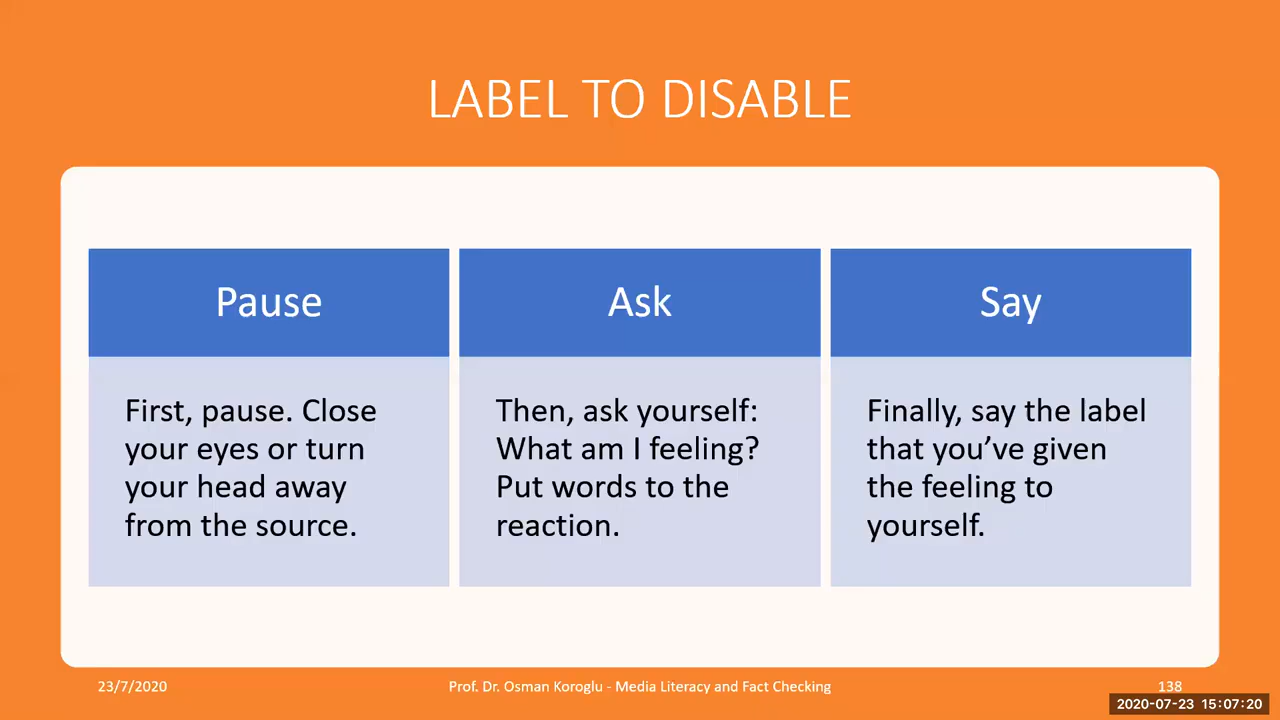 LABEL TO DISABLE
Pause
First, pause. Close
your eyes or turn
your head away
from the source.
Ask
Then, ask yourself:
What am I feeling?
Put words to the
reaction.
Say
Finally, say the label
that you’ve given
the feeling to
yourself.
23/7/2020
Prof. Dr. Osman Koroglu - Media Literacy and Fact Checking
138
2020-07-23 15:07:20